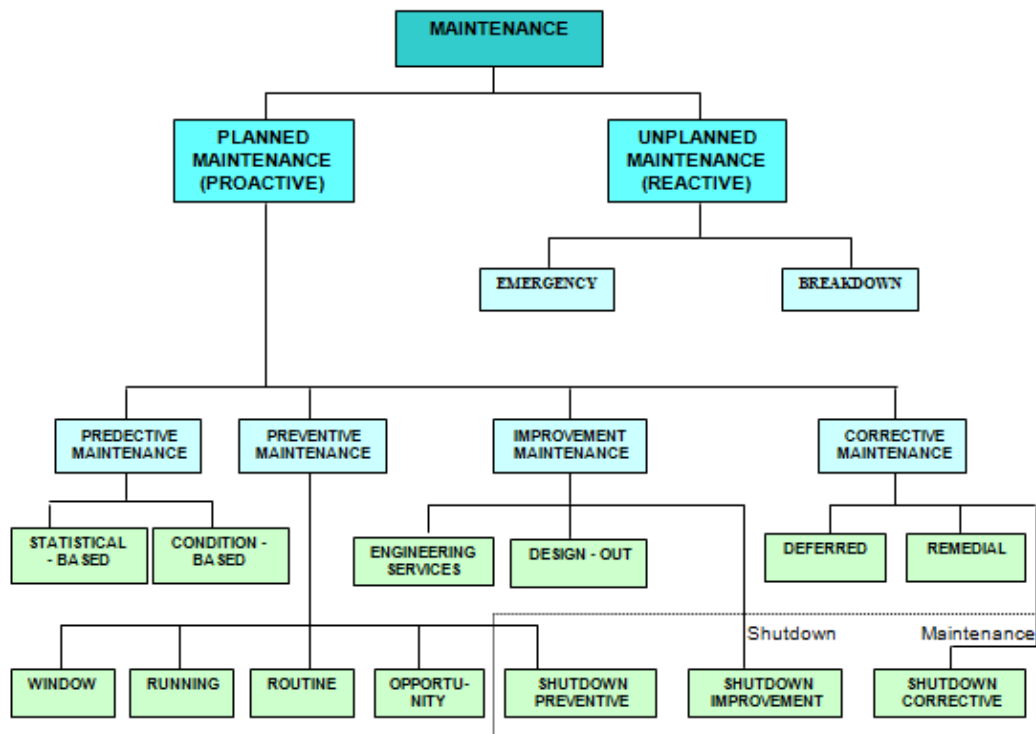 MAINTENANCE
PLANNED
MAINTENANCE
(PROACTIVE)
UNPLANNED
MAINTENANCE
(REACTIVE)
EMERGENCY
BREAKDOWN
PREDECTIVE
MAINTENANCE
PREVENTIVE
MAINTENANCE
IMPROVEMENT
MAINTENANCE
CORRECTIVE
MAINTENANCE
STATISTICAL
- BASED
CONDITION -
BASED
ENGINEERING
SERVICES
DESIGN - OUT
DEFERRED
REMEDIAL
Shutdown Maintenance
WINDOW
RUNNING
ROUTINE
OPPORTU-
NITY
SHUTDOWN
PREVENTIVE
SHUTDOWN
IMPROVEMENT
SHUTDOWN
CORRECTIVE